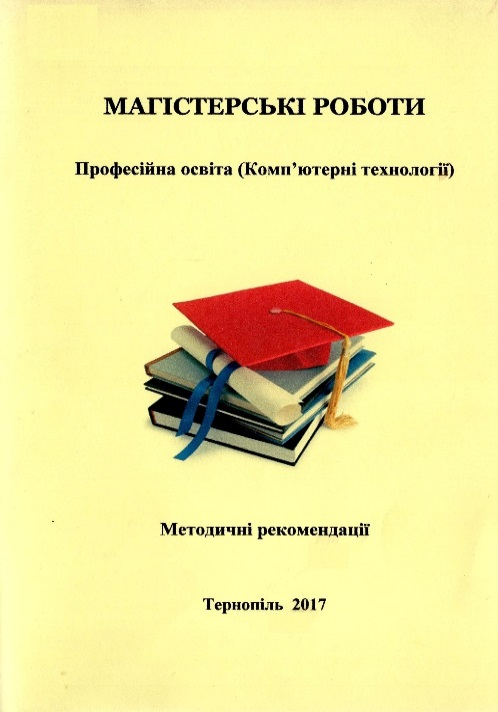 МАГІСТЕРСЬКІ РОБОТИ
Професійна освіта (Комп’ютерні технології)
Методичні рекомендації
Тернопіль 2017